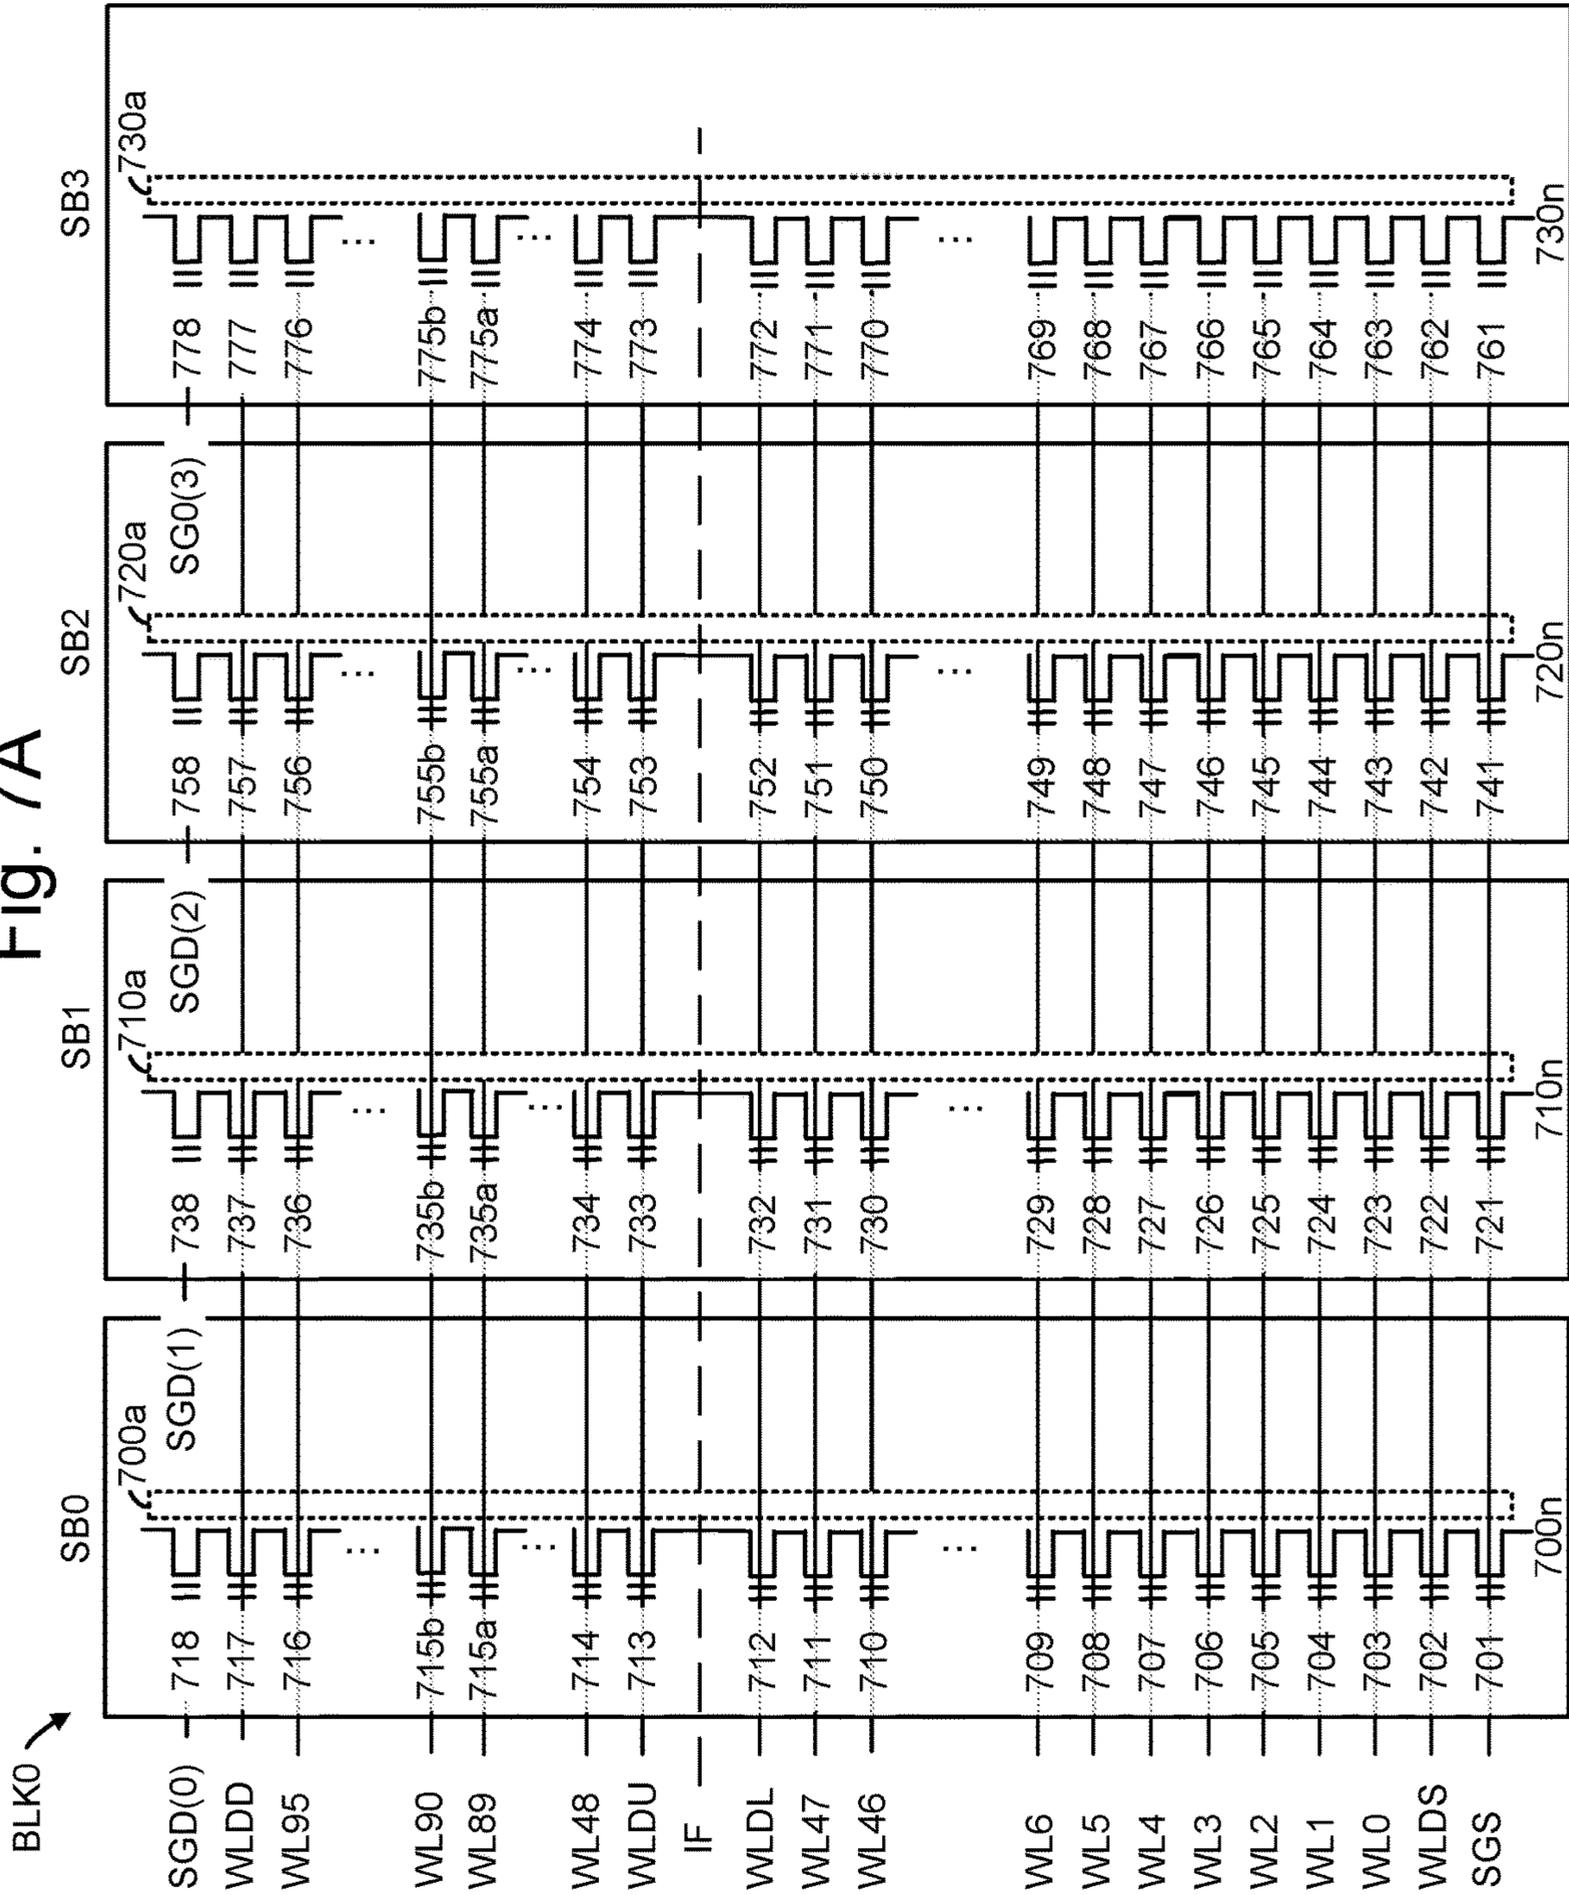 Fig. 7A
BLK0
SB0
SB1
SB2
SB3
700a
710a
720a
730a
SGD(0)
718
SGD(1)
738
SGD(2)
758
SG0(3)
778
WLDD 717 737 757 777
WL95 716 736 756 776
... ... ... ...
WL90 715b 735b 755b 775b
WL89 715a 735a 755a 775a
... ... ... ...
WL48 714 734 754 774
WLDU 713 733 753 773
IF
WLDL 712 732 752 772
WL47 711 731 751 771
WL46 710 730 750 770
... ... ... ...
WL6 709 729 749 769
WL5 708 728 748 768
WL4 707 727 747 767
WL3 706 726 746 766
WL2 705 725 745 765
WL1 704 724 744 764
WL0 703 723 743 763
WLDS 702 722 742 762
SGS 701 721 741 761
700n
710n
720n
730n